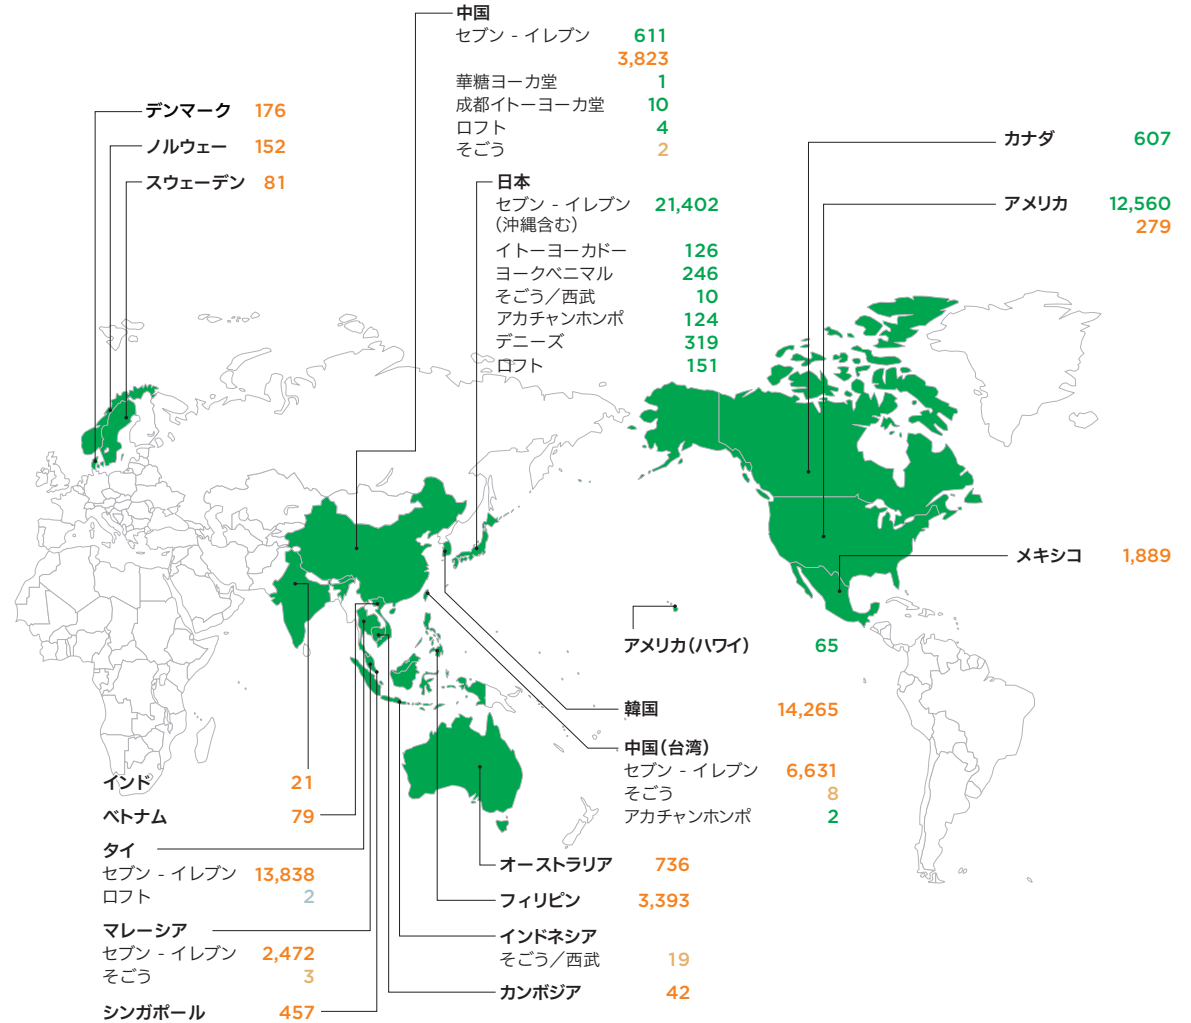 中国
セブン - イレブン 611
3,823
華糖ヨーカ堂 1
成都イトーヨーカ堂 10
ロフト 4
そごう 2
デンマーク 176
ノルウェー 152
スウェーデン 81
日本
セブン - イレブン 21,402
(沖縄含む)
イトーヨーカドー 126
ヨークベニマル 246
そごう／西武 10
アカチャンホンポ 124
デニーズ 319
ロフト 151
カナダ 607
アメリカ 12,560
279
メキシコ 1,889
アメリカ(ハワイ) 65
韓国 14,265
中国(台湾)
セブン - イレブン 6,631
そごう 8
アカチャンホンポ 2
インド 21
ベトナム 79
タイ
セブン - イレブン 13,838
ロフト 2
マレーシア
セブン - イレブン 2,472
そごう 3
シンガポール 457
オーストラリア 736
フィリピン 3,393
インドネシア
そごう／西武 19
カンボジア 42